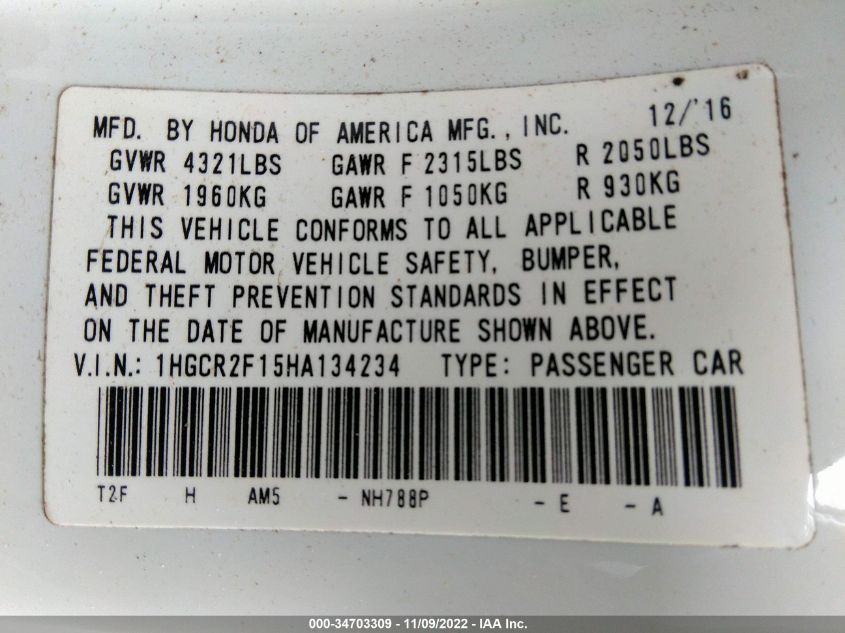 MFD. BY HONDA OF AMERICA MFG., INC. 12/'16
GVWR 4321LBS GAWR F 2315LBS R 2050LBS
GVWR 1960KG GAWR F 1050KG R 930KG
THIS VEHICLE CONFORMS TO ALL APPLICABLE
FEDERAL MOTOR VEHICLE SAFETY, BUMPER,
AND THEFT PREVENTION STANDARDS IN EFFECT
ON THE DATE OF MANUFACTURE SHOWN ABOVE.
V.I.N.: 1HGCR2F15HA134234 TYPE: PASSENGER CAR
T2F H AM5 - NH788P - E - A
000-34703309 - 11/09/2022 - IAA Inc.